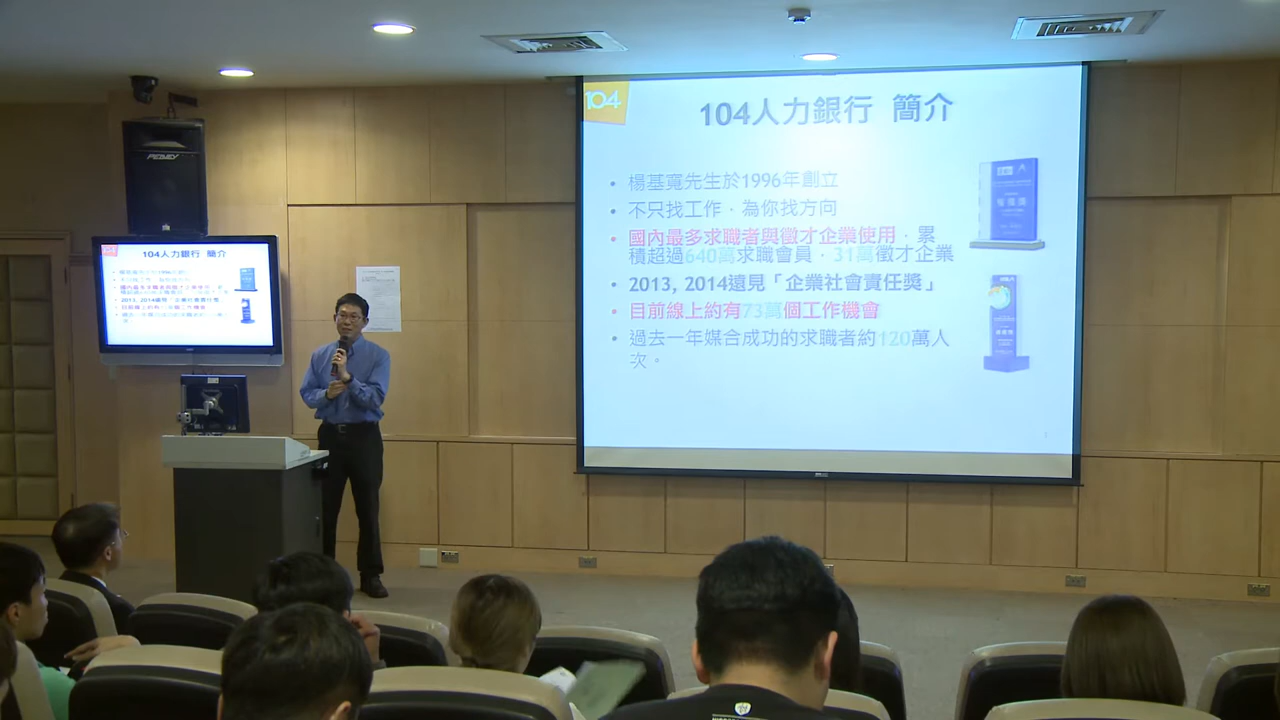 104
104人力銀行 簡介
• 楊基寬先生於1996年創立
• 不只找工作，為你找方向
• 國內最多求職者與徵才企業使用，累
積超過640萬求職會員，31萬徵才企業
• 2013, 2014遠見「企業社會責任獎」
• 目前線上約有73萬個工作機會
• 過去一年媒合成功的求職者約120萬人
次。
PEAVEY
104人力銀行 簡介